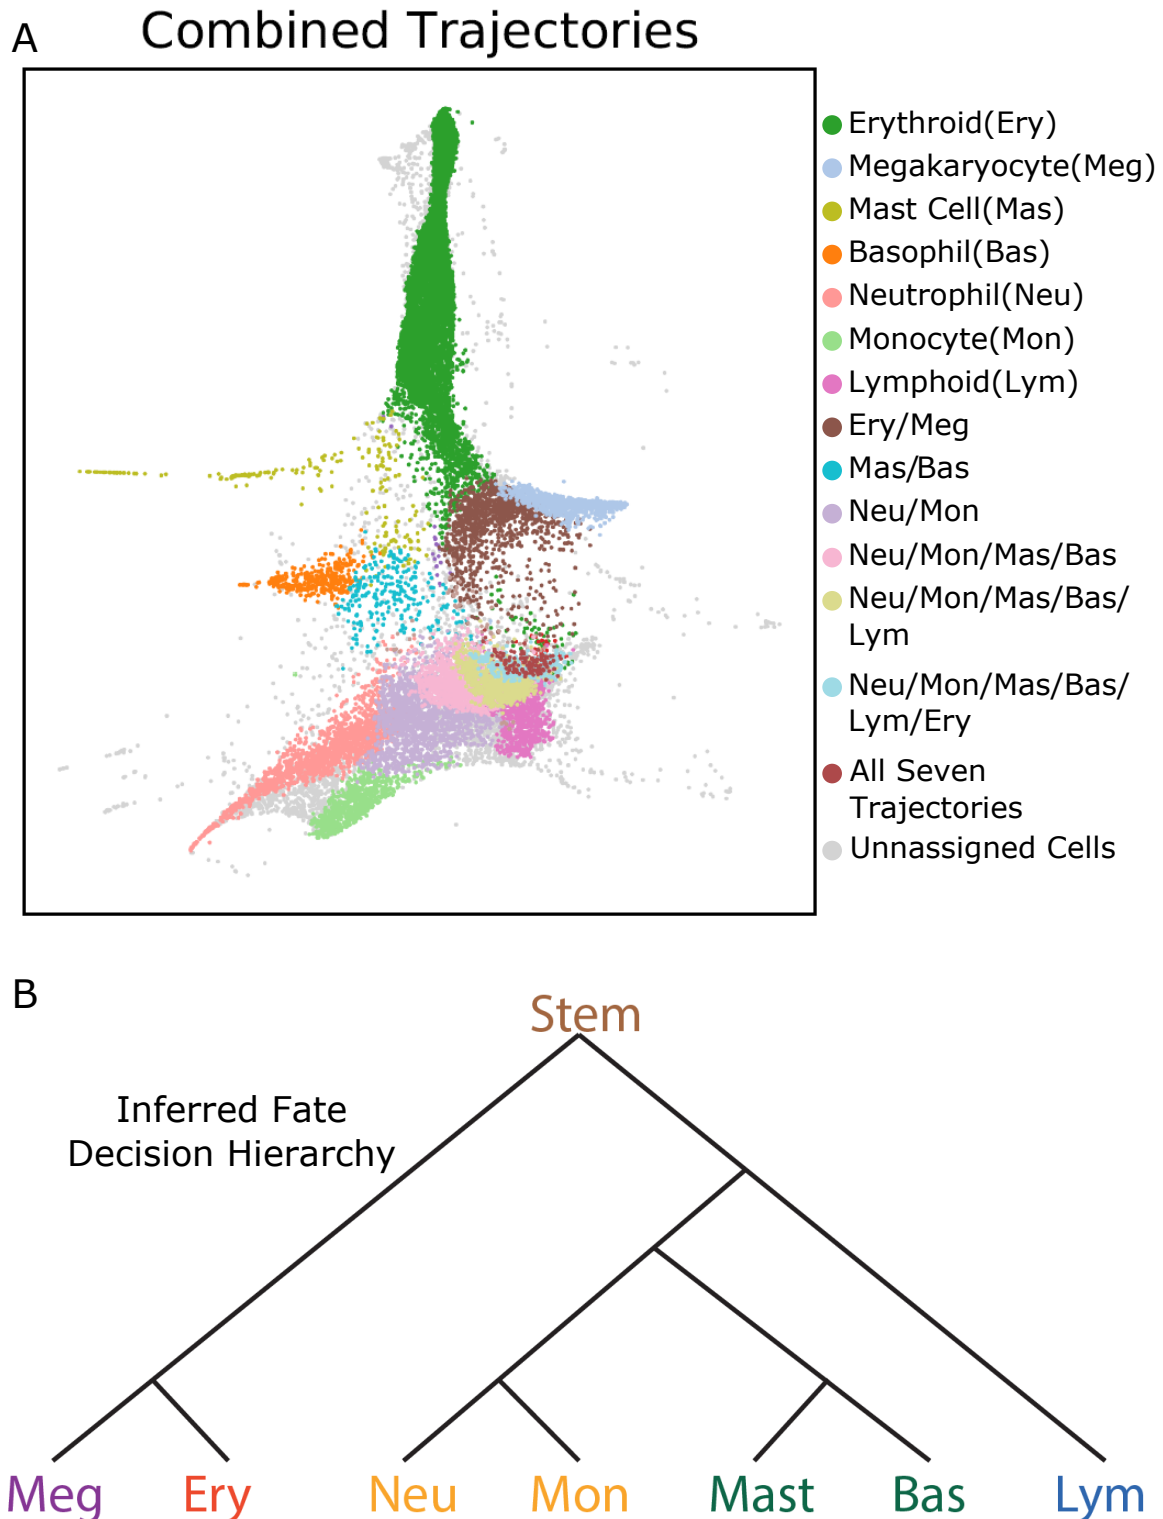 A
Combined Trajectories
Erythroid(Ery)
Megakaryocyte(Meg)
Mast Cell(Mas)
Basophil(Bas)
Neutrophil(Neu)
Monocyte(Mon)
Lymphoid(Lym)
Ery/Meg
Mas/Bas
Neu/Mon
Neu/Mon/Mas/Bas
Neu/Mon/Mas/Bas/
Lym
Neu/Mon/Mas/Bas/
Lym/Ery
All Seven
Trajectories
Unnassigned Cells
B
Stem
Inferred Fate
Decision Hierarchy
Meg Ery Neu Mon Mast Bas Lym